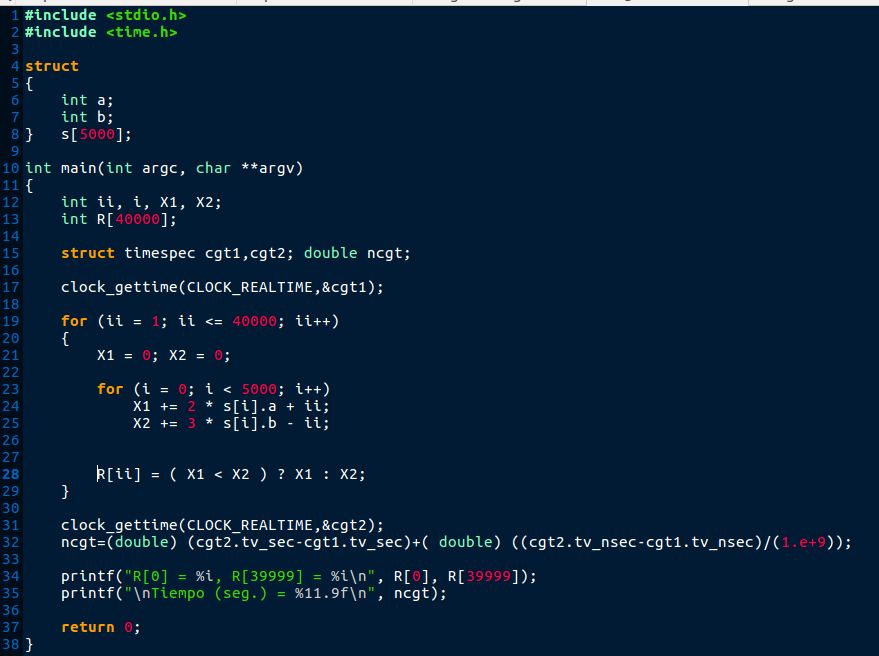 1 #include <stdio.h>
2 #include <time.h>
3
4 struct
5 {
6     int a;
7     int b;
8 }   s[5000];
9
10 int main(int argc, char **argv)
11 {
12     int ii, i, X1, X2;
13     int R[40000];
14
15     struct timespec cgt1,cgt2; double ncgt;
16
17     clock_gettime(CLOCK_REALTIME,&cgt1);
18
19     for (ii = 1; ii <= 40000; ii++)
20     {
21         X1 = 0; X2 = 0;
22
23         for (i = 0; i < 5000; i++)
24             X1 += 2 * s[i].a + ii;
25             X2 += 3 * s[i].b - ii;
26
27
28         R[ii] = ( X1 < X2 ) ? X1 : X2;
29     }
30
31     clock_gettime(CLOCK_REALTIME,&cgt2);
32     ncgt=(double) (cgt2.tv_sec-cgt1.tv_sec)+( double) ((cgt2.tv_nsec-cgt1.tv_nsec)/(1.e+9));
33
34     printf("R[0] = %i, R[39999] = %i\n", R[0], R[39999]);
35     printf("\nTiempo (seg.) = %11.9f\n", ncgt);
36
37     return 0;
38 }